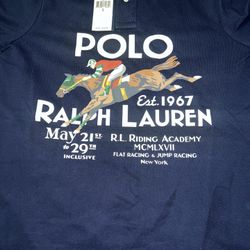 POLO
Est. 1967
RALPH LAUREN
May 21ST.
to 29TH
INCLUSIVE
R.L. RIDING ACADEMY
MCMLXVII
FLAT RACING & JUMP RACING
New York